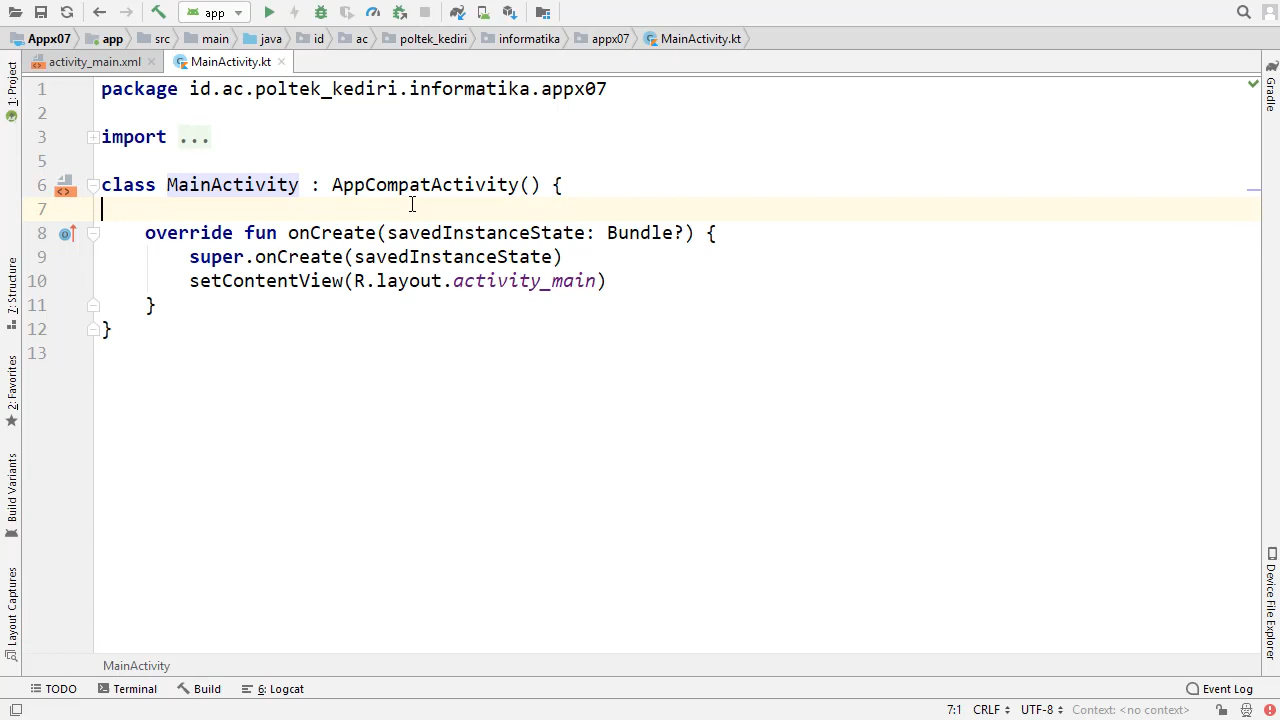 app
Appx07 app src main java id ac poltek_kediri informatika appx07 MainActivity.kt
activity_main.xml MainActivity.kt
1 package id.ac.poltek_kediri.informatika.appx07
2
3 import ...
5
6 class MainActivity : AppCompatActivity() {
7
8 override fun onCreate(savedInstanceState: Bundle?) {
9 super.onCreate(savedInstanceState)
10 setContentView(R.layout.activity_main)
11 }
12 }
13
1: Project
7: Structure
2: Favorites
Build Variants
Layout Captures
Gradle
Device File Explorer
MainActivity
TODO Terminal Build 6: Logcat Event Log
7:1 CRLF UTF-8 Context: <no context>